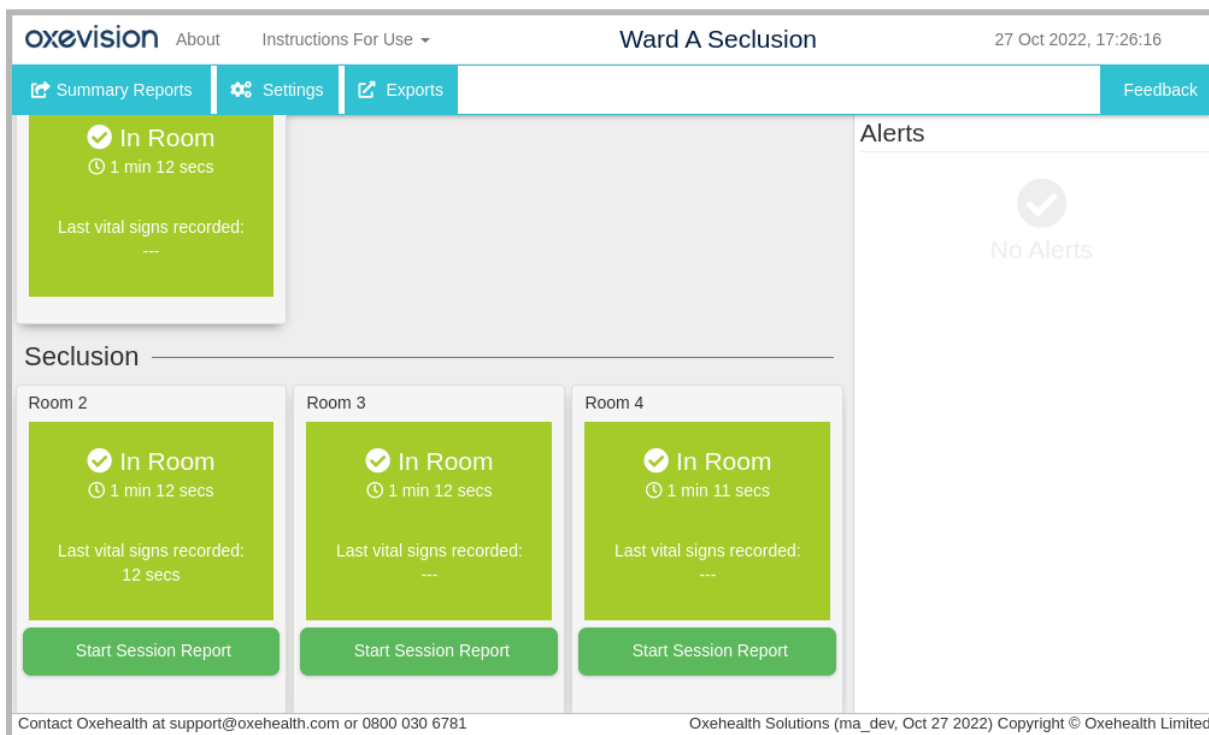 oxevision About Instructions For Use Ward A Seclusion 27 Oct 2022, 17:26:16
Summary Reports Settings Exports Feedback
In Room
1 min 12 secs
Last vital signs recorded:
---
Alerts
No Alerts
Seclusion
Room 2
In Room
1 min 12 secs
Last vital signs recorded:
12 secs
Start Session Report
Room 3
In Room
1 min 12 secs
Last vital signs recorded:
---
Start Session Report
Room 4
In Room
1 min 11 secs
Last vital signs recorded:
---
Start Session Report
Contact Oxehealth at support@oxehealth.com or 0800 030 6781
Oxehealth Solutions (ma_dev, Oct 27 2022) Copyright © Oxehealth Limited